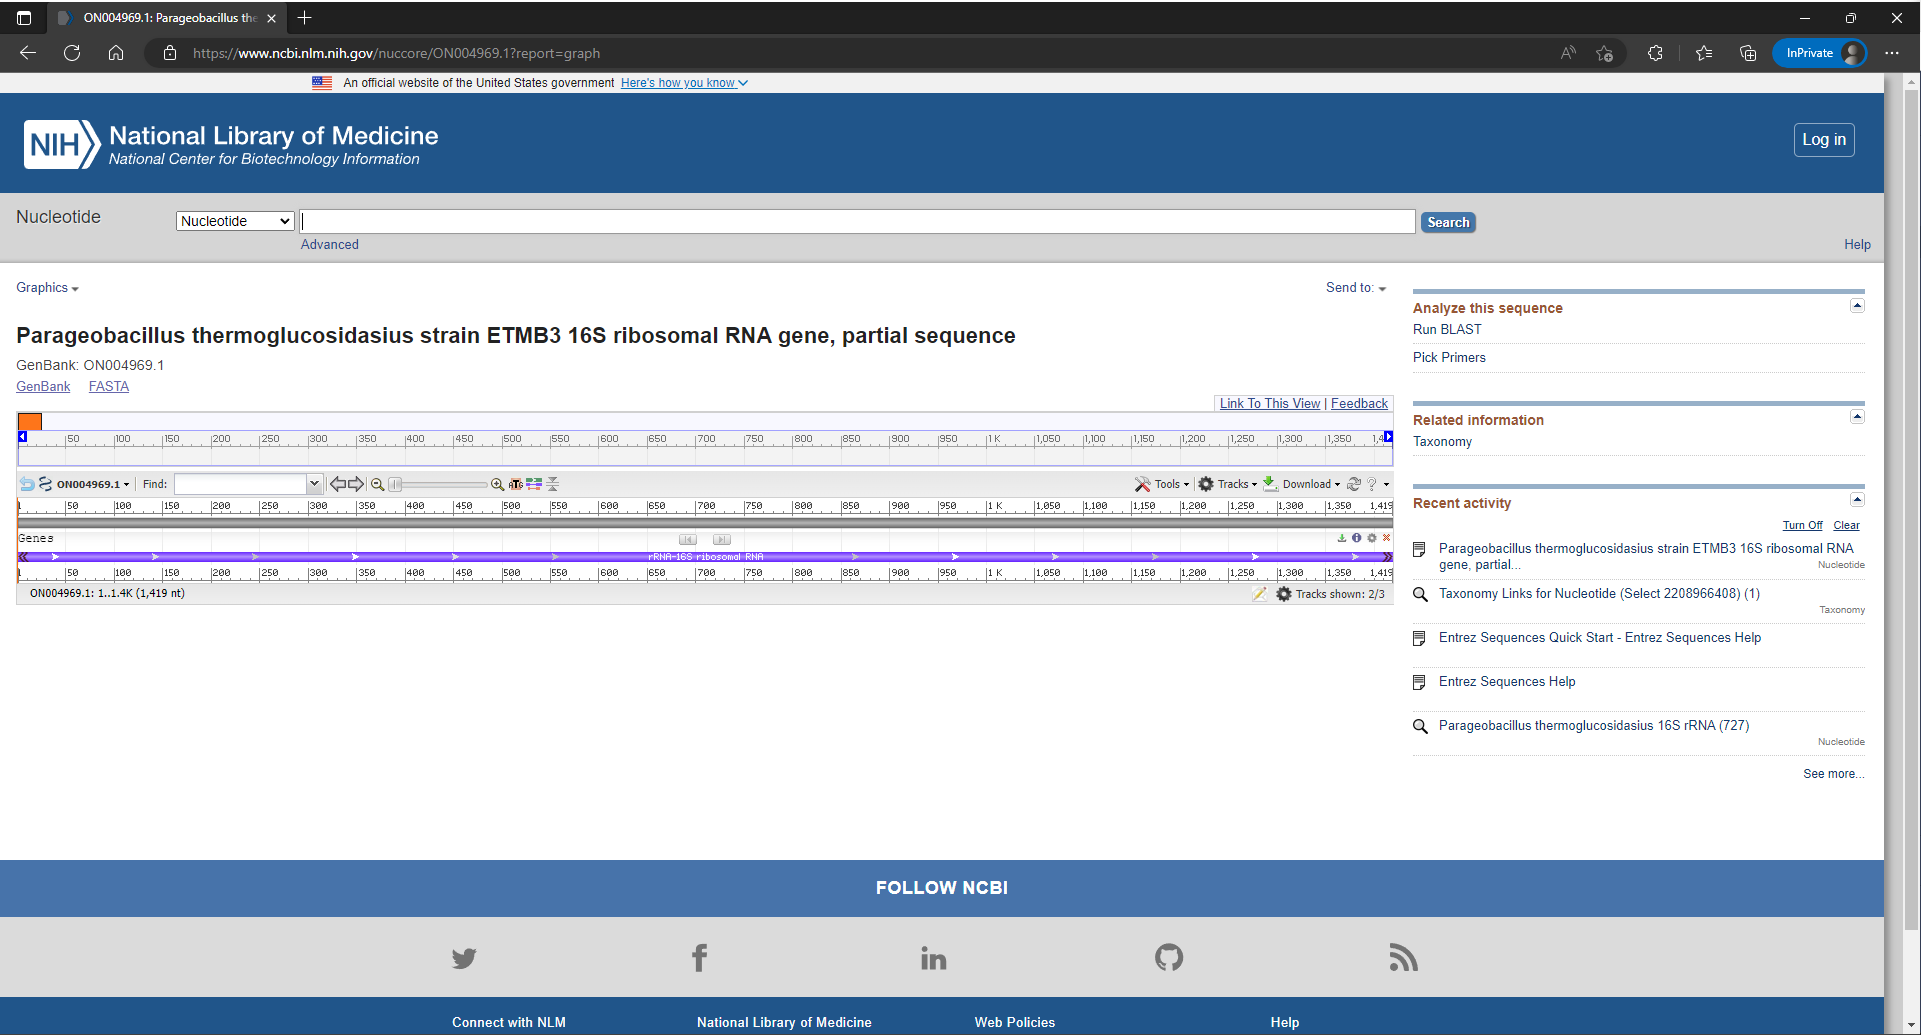 ON004969.1: Parageobacillus the
https://www.ncbi.nlm.nih.gov/nuccore/ON004969.1?report=graph
InPrivate
An official website of the United States government Here's how you know
NIH National Library of Medicine
National Center for Biotechnology Information
Log in
Nucleotide
Nucleotide
Search
Advanced
Help
Graphics
Send to:
Parageobacillus thermoglucosidasius strain ETMB3 16S ribosomal RNA gene, partial sequence
GenBank: ON004969.1
GenBank FASTA
Link To This View | Feedback
50 100 150 200 250 300 350 400 450 500 550 600 650 700 750 800 850 900 950 1 K 1,050 1,100 1,150 1,200 1,250 1,300 1,350 1,4
ON004969.1 Find: Tools Tracks Download ?
1 50 100 150 200 250 300 350 400 450 500 550 600 650 700 750 800 850 900 950 1 K 1,050 1,100 1,150 1,200 1,250 1,300 1,350 1,419
Genes
rRNA-16S ribosomal RNA
1 50 100 150 200 250 300 350 400 450 500 550 600 650 700 750 800 850 900 950 1 K 1,050 1,100 1,150 1,200 1,250 1,300 1,350 1,419
ON004969.1: 1..1.4K (1,419 nt)
Tracks shown: 2/3
Analyze this sequence
Run BLAST
Pick Primers
Related information
Taxonomy
Recent activity
Turn Off Clear
Parageobacillus thermoglucosidasius strain ETMB3 16S ribosomal RNA
gene, partial...
Nucleotide
Taxonomy Links for Nucleotide (Select 2208966408) (1)
Taxonomy
Entrez Sequences Quick Start - Entrez Sequences Help
Entrez Sequences Help
Parageobacillus thermoglucosidasius 16S rRNA (727)
Nucleotide
See more...
FOLLOW NCBI
Connect with NLM
National Library of Medicine
Web Policies
Help